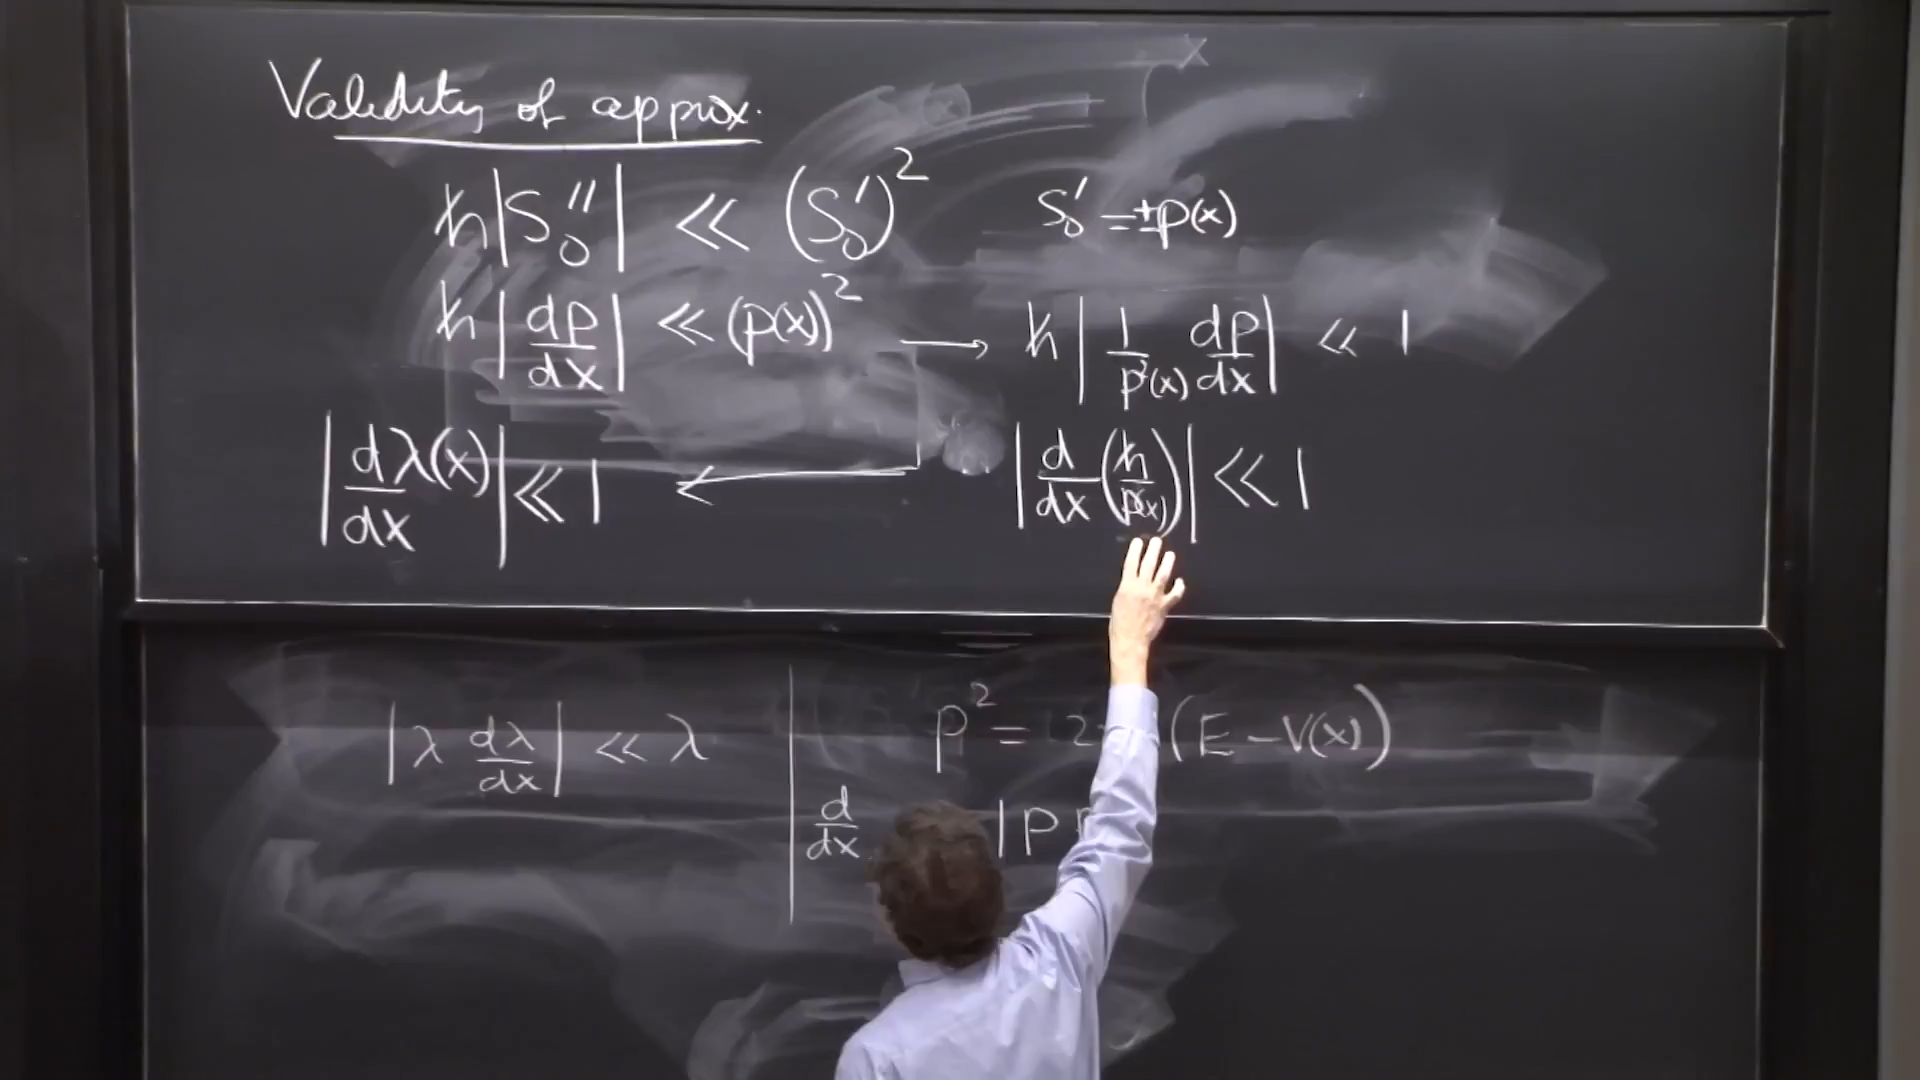 Validity of approx.
ħ|S₀″| ≪ (S₀′)² S₀′ = ±p(x)
ħ|dp/dx| ≪ (p(x))² → ħ|1/p²(x) dp/dx| ≪ 1
|dλ(x)/dx| ≪ 1 ← |d/dx (ħ/p(x))| ≪ 1
|λ dλ/dx| ≪ λ p² = 2 (E − V(x))
d/dx |p